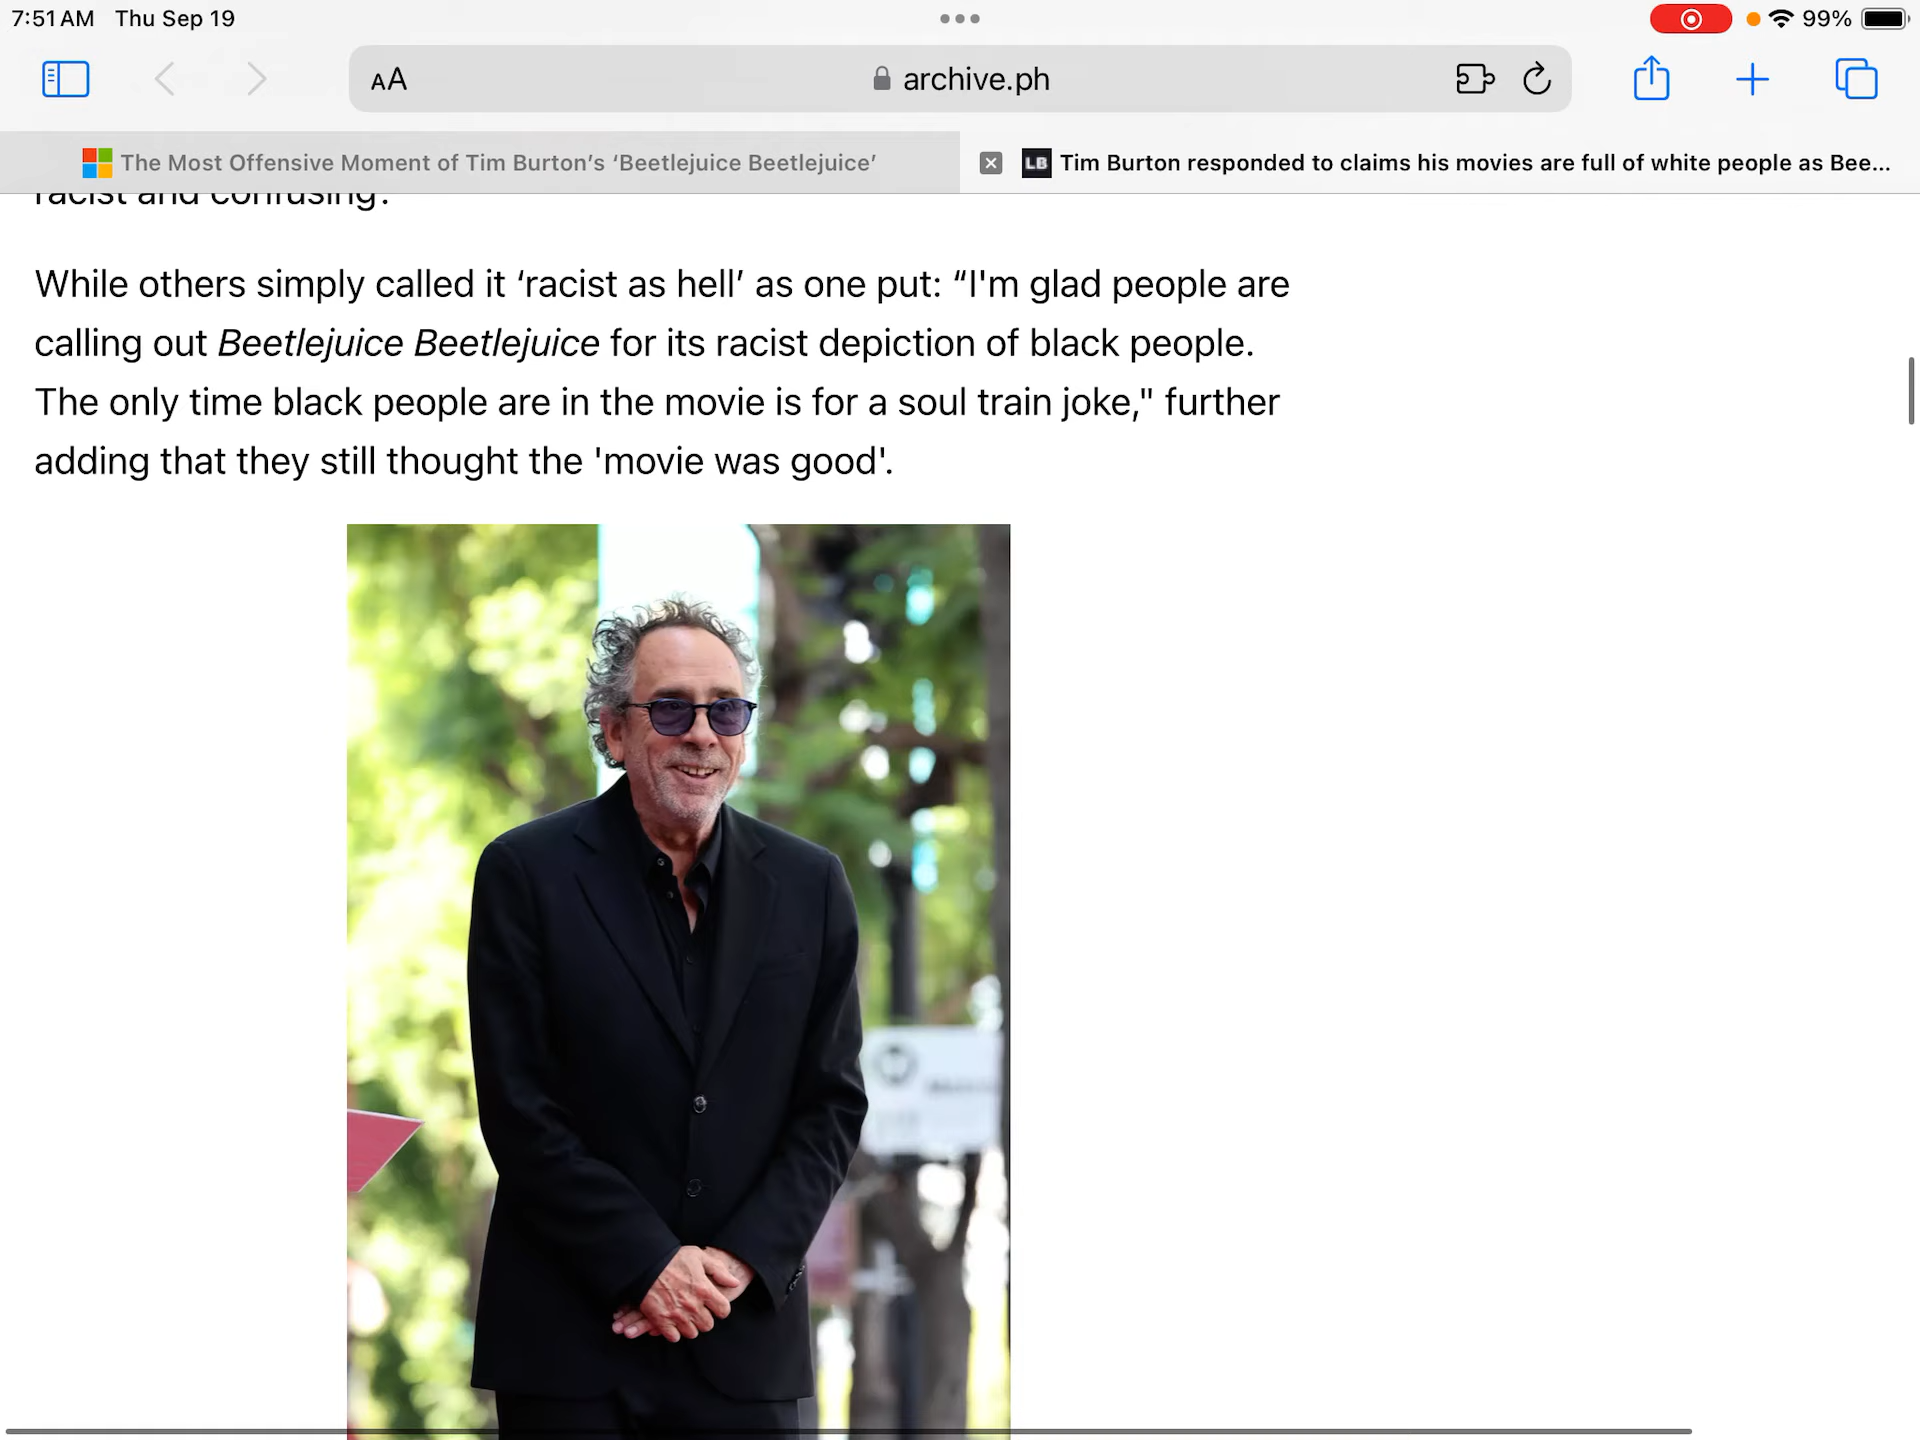 7:51 AM Thu Sep 19
99%
AA
archive.ph
The Most Offensive Moment of Tim Burton’s ‘Beetlejuice Beetlejuice’
LB
Tim Burton responded to claims his movies are full of white people as Bee...
racist and confusing.
While others simply called it ‘racist as hell’ as one put: “I'm glad people are
calling out Beetlejuice Beetlejuice for its racist depiction of black people.
The only time black people are in the movie is for a soul train joke," further
adding that they still thought the 'movie was good'.